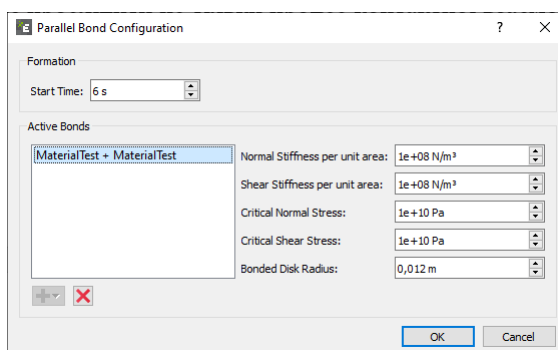 Parallel Bond Configuration
Formation
Start Time: 6 s
Active Bonds
MaterialTest + MaterialTest
Normal Stiffness per unit area: 1e+08 N/m³
Shear Stiffness per unit area: 1e+08 N/m³
Critical Normal Stress: 1e+10 Pa
Critical Shear Stress: 1e+10 Pa
Bonded Disk Radius: 0,012 m
OK Cancel